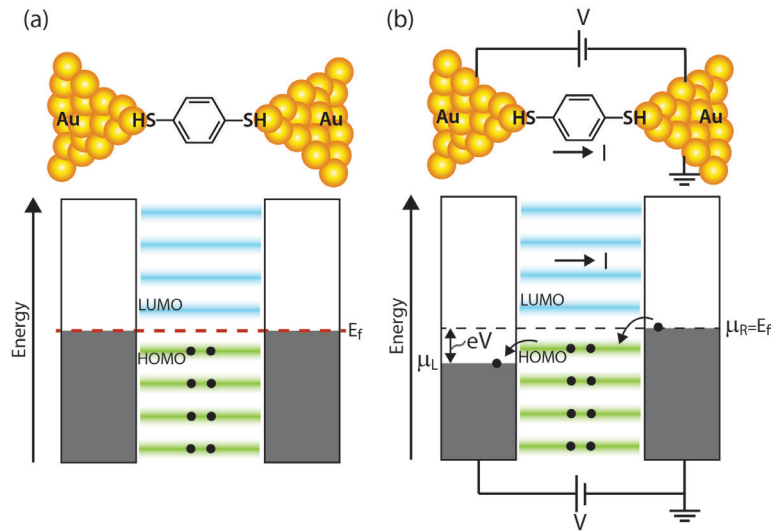 (a)
Au
HS
SH
Au
Energy
LUMO
HOMO
E_f
(b)
V
Au
HS
SH
Au
I
Energy
I
LUMO
μ_R=E_f
eV
HOMO
μ_L
V